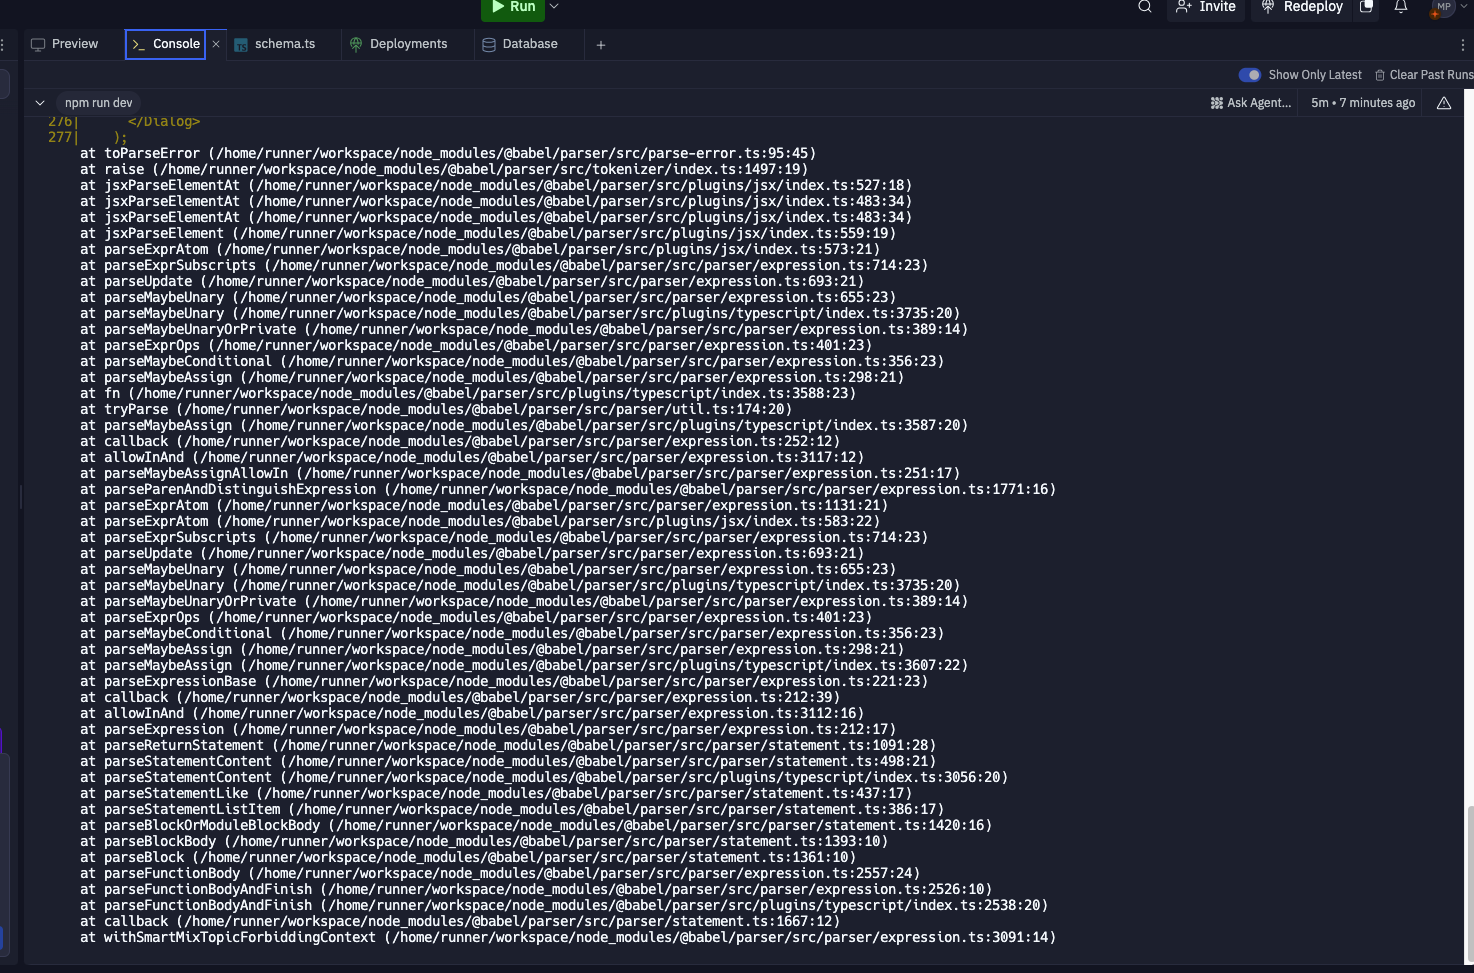 Run
Invite
Redeploy
MP
Preview
Console
TS schema.ts
Deployments
Database
Show Only Latest
Clear Past Runs
npm run dev
Ask Agent...
5m • 7 minutes ago
276|      </Dialog>
277|    );
at toParseError (/home/runner/workspace/node_modules/@babel/parser/src/parse-error.ts:95:45)
at raise (/home/runner/workspace/node_modules/@babel/parser/src/tokenizer/index.ts:1497:19)
at jsxParseElementAt (/home/runner/workspace/node_modules/@babel/parser/src/plugins/jsx/index.ts:527:18)
at jsxParseElementAt (/home/runner/workspace/node_modules/@babel/parser/src/plugins/jsx/index.ts:483:34)
at jsxParseElementAt (/home/runner/workspace/node_modules/@babel/parser/src/plugins/jsx/index.ts:483:34)
at jsxParseElement (/home/runner/workspace/node_modules/@babel/parser/src/plugins/jsx/index.ts:559:19)
at parseExprAtom (/home/runner/workspace/node_modules/@babel/parser/src/plugins/jsx/index.ts:573:21)
at parseExprSubscripts (/home/runner/workspace/node_modules/@babel/parser/src/parser/expression.ts:714:23)
at parseUpdate (/home/runner/workspace/node_modules/@babel/parser/src/parser/expression.ts:693:21)
at parseMaybeUnary (/home/runner/workspace/node_modules/@babel/parser/src/parser/expression.ts:655:23)
at parseMaybeUnary (/home/runner/workspace/node_modules/@babel/parser/src/plugins/typescript/index.ts:3735:20)
at parseMaybeUnaryOrPrivate (/home/runner/workspace/node_modules/@babel/parser/src/parser/expression.ts:389:14)
at parseExprOps (/home/runner/workspace/node_modules/@babel/parser/src/parser/expression.ts:401:23)
at parseMaybeConditional (/home/runner/workspace/node_modules/@babel/parser/src/parser/expression.ts:356:23)
at parseMaybeAssign (/home/runner/workspace/node_modules/@babel/parser/src/parser/expression.ts:298:21)
at fn (/home/runner/workspace/node_modules/@babel/parser/src/plugins/typescript/index.ts:3588:23)
at tryParse (/home/runner/workspace/node_modules/@babel/parser/src/parser/util.ts:174:20)
at parseMaybeAssign (/home/runner/workspace/node_modules/@babel/parser/src/plugins/typescript/index.ts:3587:20)
at callback (/home/runner/workspace/node_modules/@babel/parser/src/parser/expression.ts:252:12)
at allowInAnd (/home/runner/workspace/node_modules/@babel/parser/src/parser/expression.ts:3117:12)
at parseMaybeAssignAllowIn (/home/runner/workspace/node_modules/@babel/parser/src/parser/expression.ts:251:17)
at parseParenAndDistinguishExpression (/home/runner/workspace/node_modules/@babel/parser/src/parser/expression.ts:1771:16)
at parseExprAtom (/home/runner/workspace/node_modules/@babel/parser/src/parser/expression.ts:1131:21)
at parseExprAtom (/home/runner/workspace/node_modules/@babel/parser/src/plugins/jsx/index.ts:583:22)
at parseExprSubscripts (/home/runner/workspace/node_modules/@babel/parser/src/parser/expression.ts:714:23)
at parseUpdate (/home/runner/workspace/node_modules/@babel/parser/src/parser/expression.ts:693:21)
at parseMaybeUnary (/home/runner/workspace/node_modules/@babel/parser/src/parser/expression.ts:655:23)
at parseMaybeUnary (/home/runner/workspace/node_modules/@babel/parser/src/plugins/typescript/index.ts:3735:20)
at parseMaybeUnaryOrPrivate (/home/runner/workspace/node_modules/@babel/parser/src/parser/expression.ts:389:14)
at parseExprOps (/home/runner/workspace/node_modules/@babel/parser/src/parser/expression.ts:401:23)
at parseMaybeConditional (/home/runner/workspace/node_modules/@babel/parser/src/parser/expression.ts:356:23)
at parseMaybeAssign (/home/runner/workspace/node_modules/@babel/parser/src/parser/expression.ts:298:21)
at parseMaybeAssign (/home/runner/workspace/node_modules/@babel/parser/src/plugins/typescript/index.ts:3607:22)
at parseExpressionBase (/home/runner/workspace/node_modules/@babel/parser/src/parser/expression.ts:221:23)
at callback (/home/runner/workspace/node_modules/@babel/parser/src/parser/expression.ts:212:39)
at allowInAnd (/home/runner/workspace/node_modules/@babel/parser/src/parser/expression.ts:3112:16)
at parseExpression (/home/runner/workspace/node_modules/@babel/parser/src/parser/expression.ts:212:17)
at parseReturnStatement (/home/runner/workspace/node_modules/@babel/parser/src/parser/statement.ts:1091:28)
at parseStatementContent (/home/runner/workspace/node_modules/@babel/parser/src/parser/statement.ts:498:21)
at parseStatementContent (/home/runner/workspace/node_modules/@babel/parser/src/plugins/typescript/index.ts:3056:20)
at parseStatementLike (/home/runner/workspace/node_modules/@babel/parser/src/parser/statement.ts:437:17)
at parseStatementListItem (/home/runner/workspace/node_modules/@babel/parser/src/parser/statement.ts:386:17)
at parseBlockOrModuleBlockBody (/home/runner/workspace/node_modules/@babel/parser/src/parser/statement.ts:1420:16)
at parseBlockBody (/home/runner/workspace/node_modules/@babel/parser/src/parser/statement.ts:1393:10)
at parseBlock (/home/runner/workspace/node_modules/@babel/parser/src/parser/statement.ts:1361:10)
at parseFunctionBody (/home/runner/workspace/node_modules/@babel/parser/src/parser/expression.ts:2557:24)
at parseFunctionBodyAndFinish (/home/runner/workspace/node_modules/@babel/parser/src/parser/expression.ts:2526:10)
at parseFunctionBodyAndFinish (/home/runner/workspace/node_modules/@babel/parser/src/plugins/typescript/index.ts:2538:20)
at callback (/home/runner/workspace/node_modules/@babel/parser/src/parser/statement.ts:1667:12)
at withSmartMixTopicForbiddingContext (/home/runner/workspace/node_modules/@babel/parser/src/parser/expression.ts:3091:14)